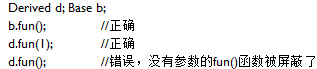 Derived d; Base b;
b.fun(); //正确
d.fun(1); //正确
d.fun(); //错误，没有参数的fun()函数被屏蔽了